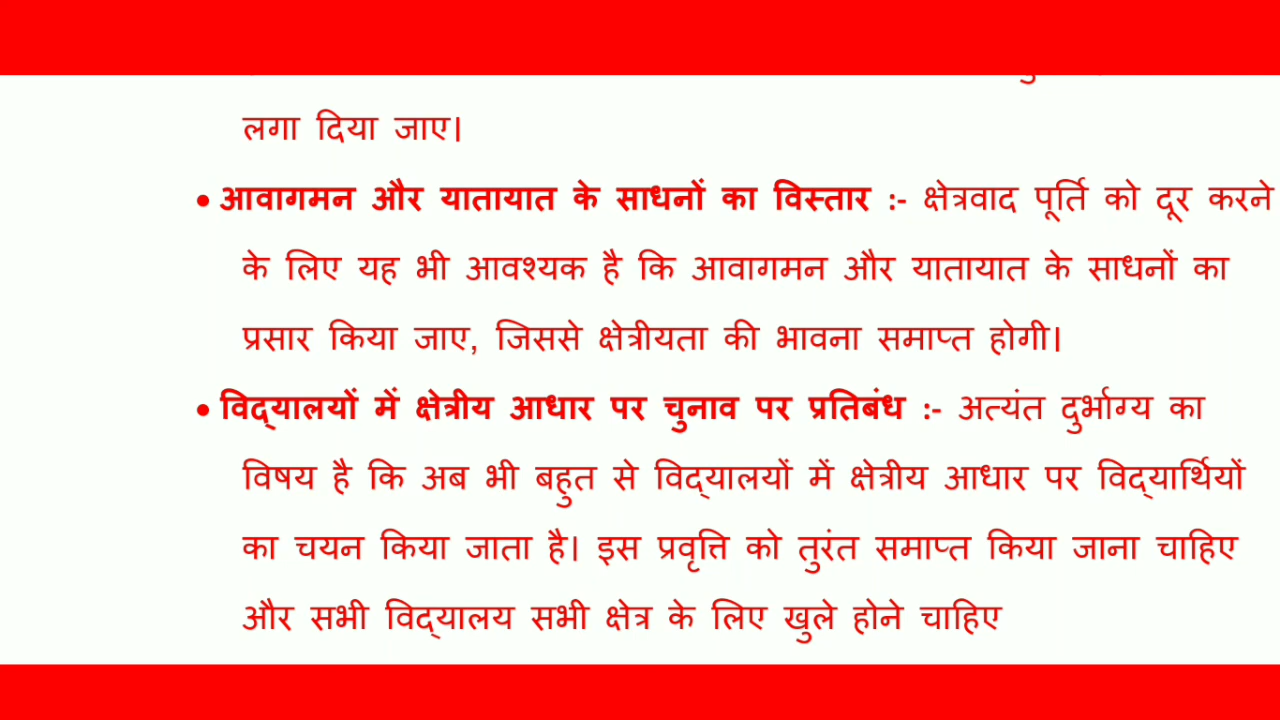 लगा दिया जाए।
• आवागमन और यातायात के साधनों का विस्तार :- क्षेत्रवाद पूर्ति को दूर करने
के लिए यह भी आवश्यक है कि आवागमन और यातायात के साधनों का
प्रसार किया जाए, जिससे क्षेत्रीयता की भावना समाप्त होगी।
• विद्यालयों में क्षेत्रीय आधार पर चुनाव पर प्रतिबंध :- अत्यंत दुर्भाग्य का
विषय है कि अब भी बहुत से विद्यालयों में क्षेत्रीय आधार पर विद्यार्थियों
का चयन किया जाता है। इस प्रवृत्ति को तुरंत समाप्त किया जाना चाहिए
और सभी विद्यालय सभी क्षेत्र के लिए खुले होने चाहिए